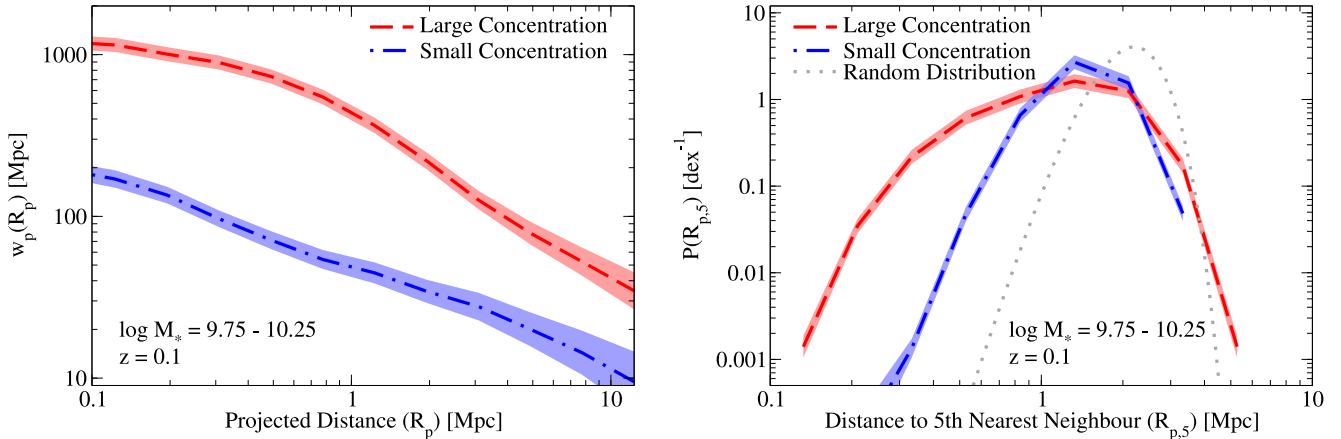 Large Concentration
Small Concentration
1000
100
10
w_p(R_p) [Mpc]
log M_* = 9.75 - 10.25
z = 0.1
0.1
1
10
Projected Distance (R_p) [Mpc]
Large Concentration
Small Concentration
Random Distribution
10
1
0.1
0.01
0.001
P(R_{p,5}) [dex^{-1}]
log M_* = 9.75 - 10.25
z = 0.1
0.1
1
10
Distance to 5th Nearest Neighbour (R_{p,5}) [Mpc]